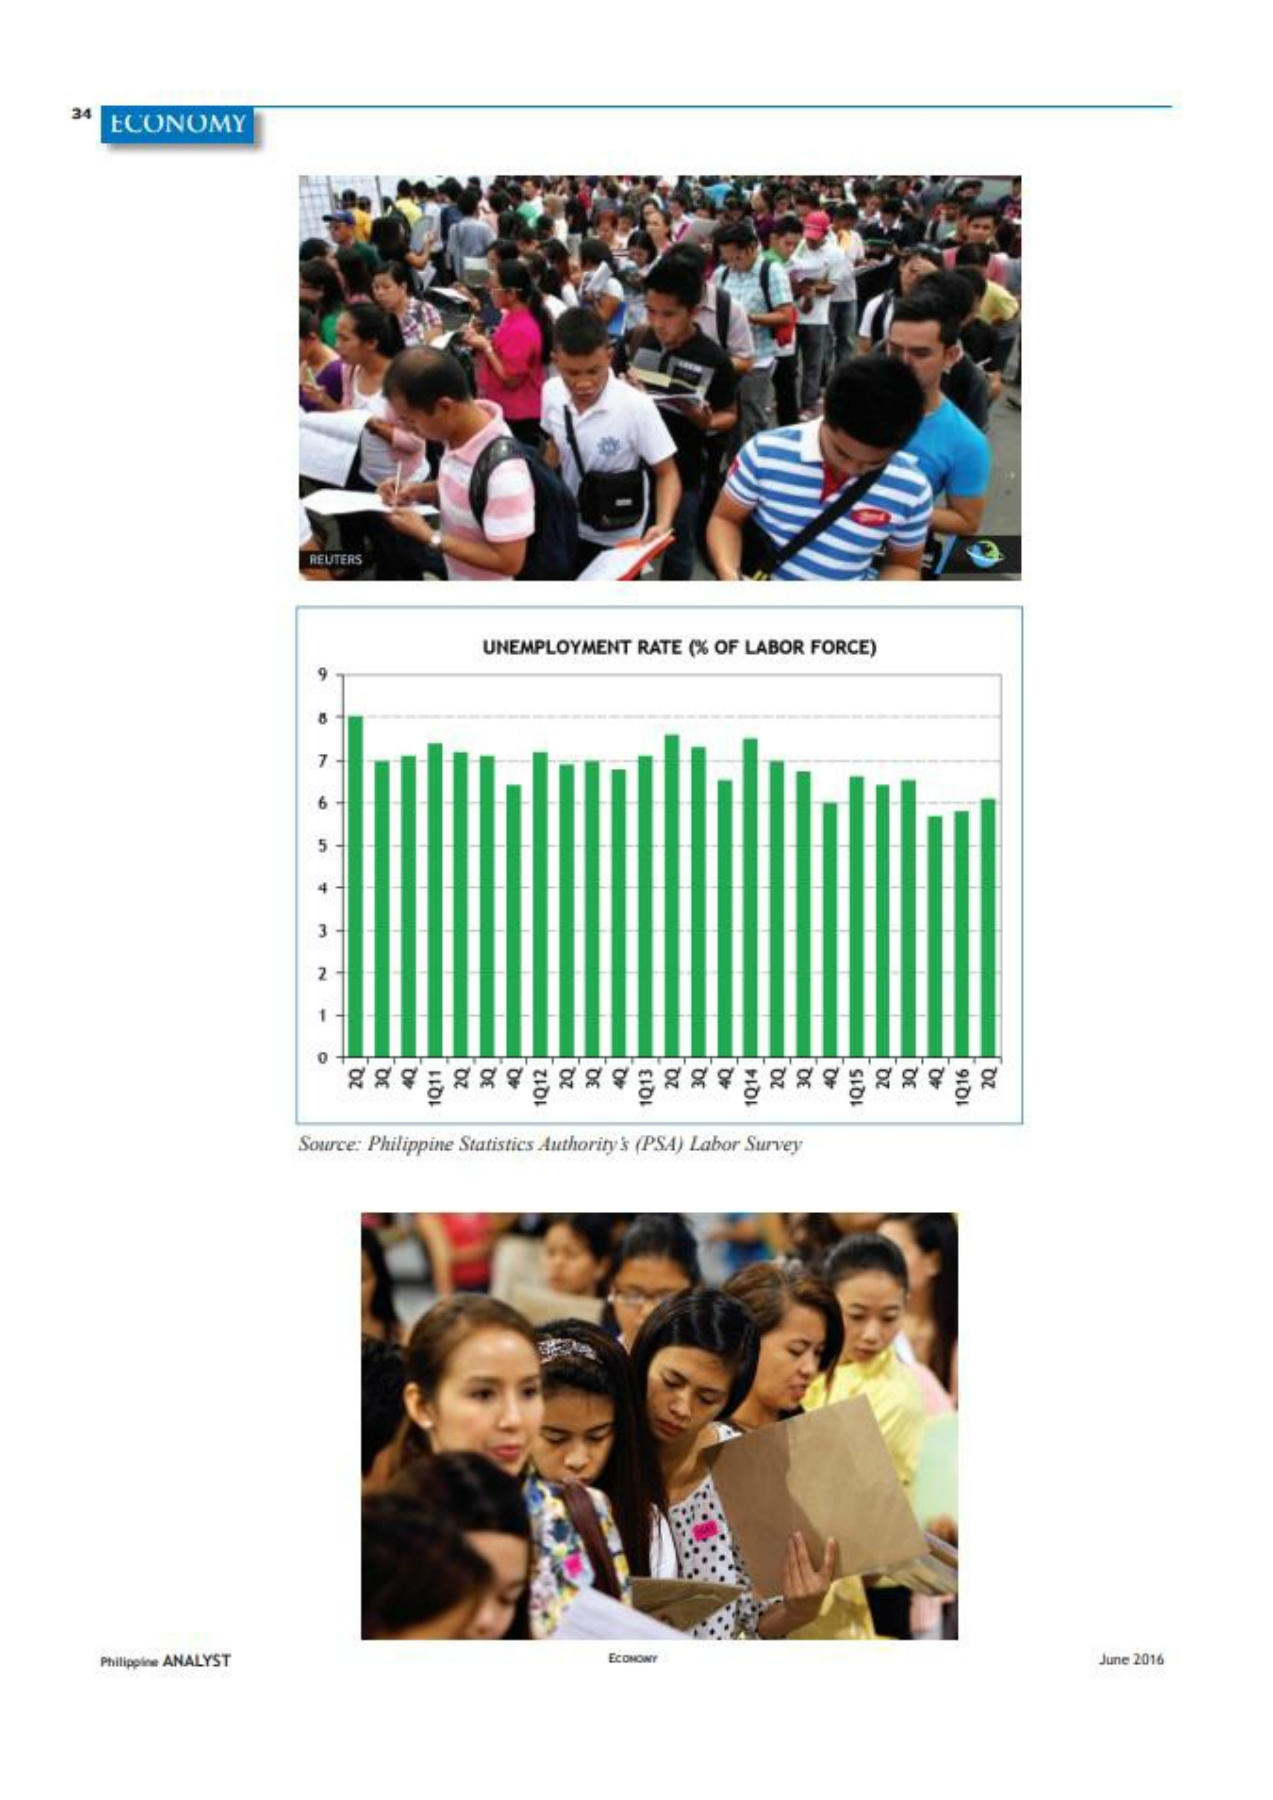 34
ECONOMY
REUTERS
UNEMPLOYMENT RATE (% OF LABOR FORCE)
9
8
7
6
5
4
3
2
1
0
2Q 3Q 4Q 1Q11 2Q 3Q 4Q 1Q12 2Q 3Q 4Q 1Q13 2Q 3Q 4Q 1Q14 2Q 3Q 4Q 1Q15 2Q 3Q 4Q 1Q16 2Q
Source: Philippine Statistics Authority's (PSA) Labor Survey
Philippine ANALYST
ECONOMY
June 2016